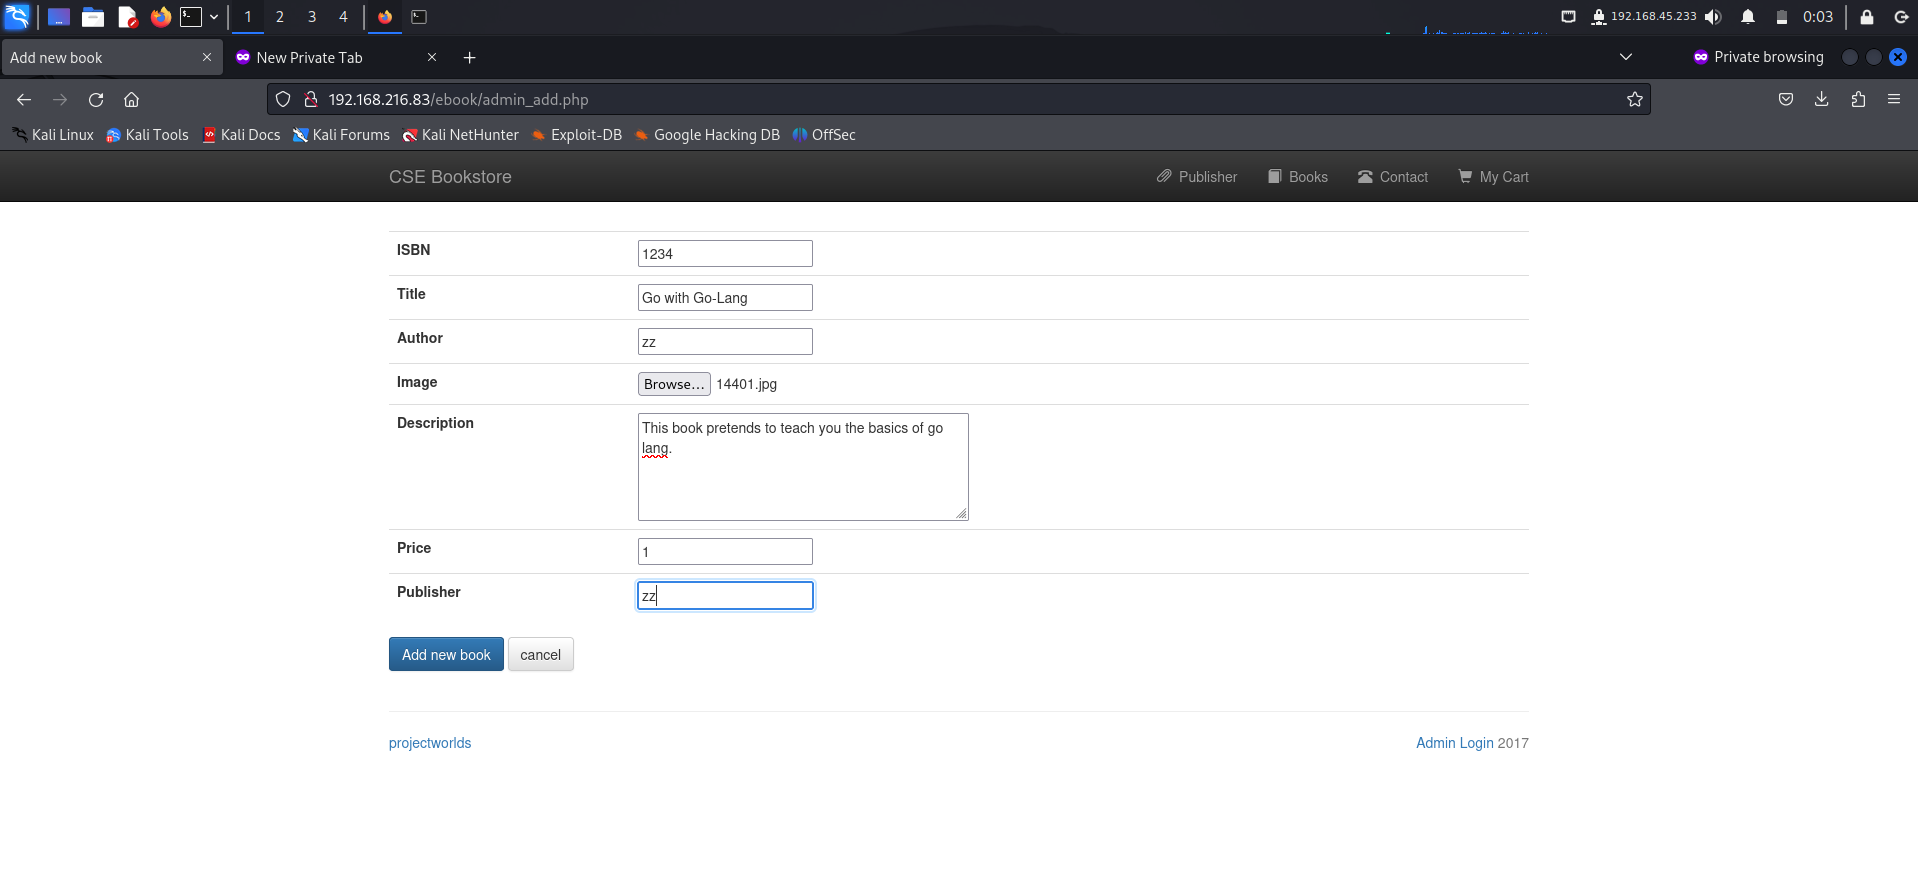 1 2 3 4 192.168.45.233 0:03
Add new book New Private Tab Private browsing
192.168.216.83/ebook/admin_add.php
Kali Linux Kali Tools Kali Docs Kali Forums Kali NetHunter Exploit-DB Google Hacking DB OffSec
CSE Bookstore Publisher Books Contact My Cart
ISBN 1234
Title Go with Go-Lang
Author zz
Image Browse... 14401.jpg
Description This book pretends to teach you the basics of go
lang.
Price 1
Publisher zz
Add new book cancel
projectworlds Admin Login 2017